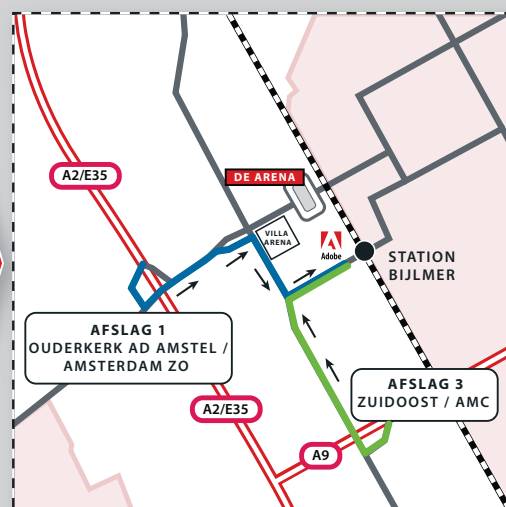 A2/E35
DE ARENA
VILLA
ARENA
Adobe
STATION
BIJLMER
AFSLAG 1
OUDERKERK AD AMSTEL /
AMSTERDAM ZO
AFSLAG 3
ZUIDOOST / AMC
A2/E35
A9